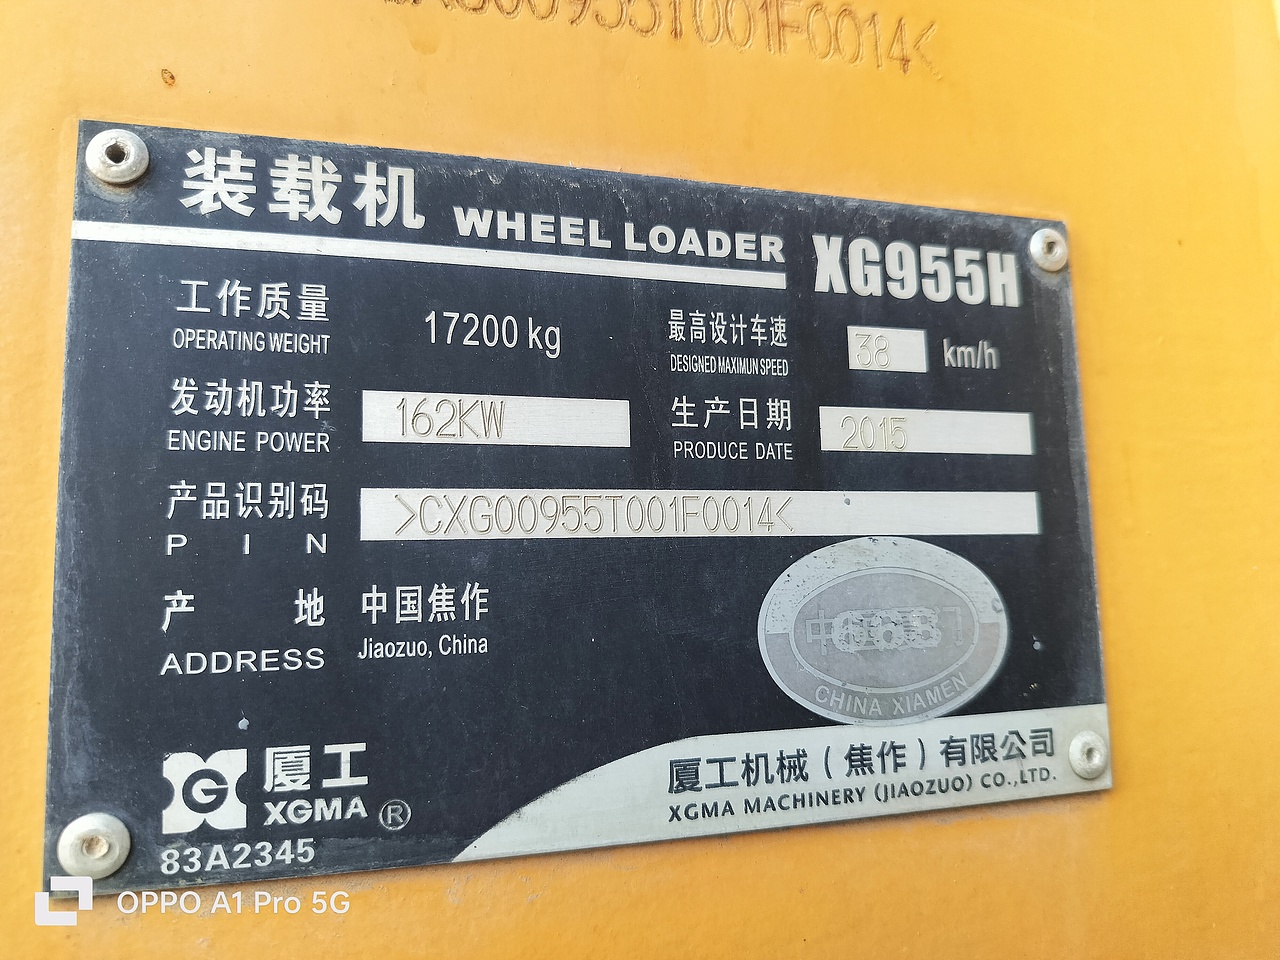 00955T001F0014<
装载机 WHEEL LOADER XG955H
工作质量
OPERATING WEIGHT
17200 kg
最高设计车速
DESIGNED MAXIMUN SPEED
38 km/h
发动机功率
ENGINE POWER
162KW
生产日期
PRODUCE DATE
2015
产品识别码
PIN
>CXG00955T001F0014<
产地
ADDRESS
中国焦作
Jiaozuo, China
CHINA XIAMEN
G
厦工
XGMA ®
83A2345
厦工机械（焦作）有限公司
XGMA MACHINERY (JIAOZUO) CO.,LTD.
OPPO A1 Pro 5G